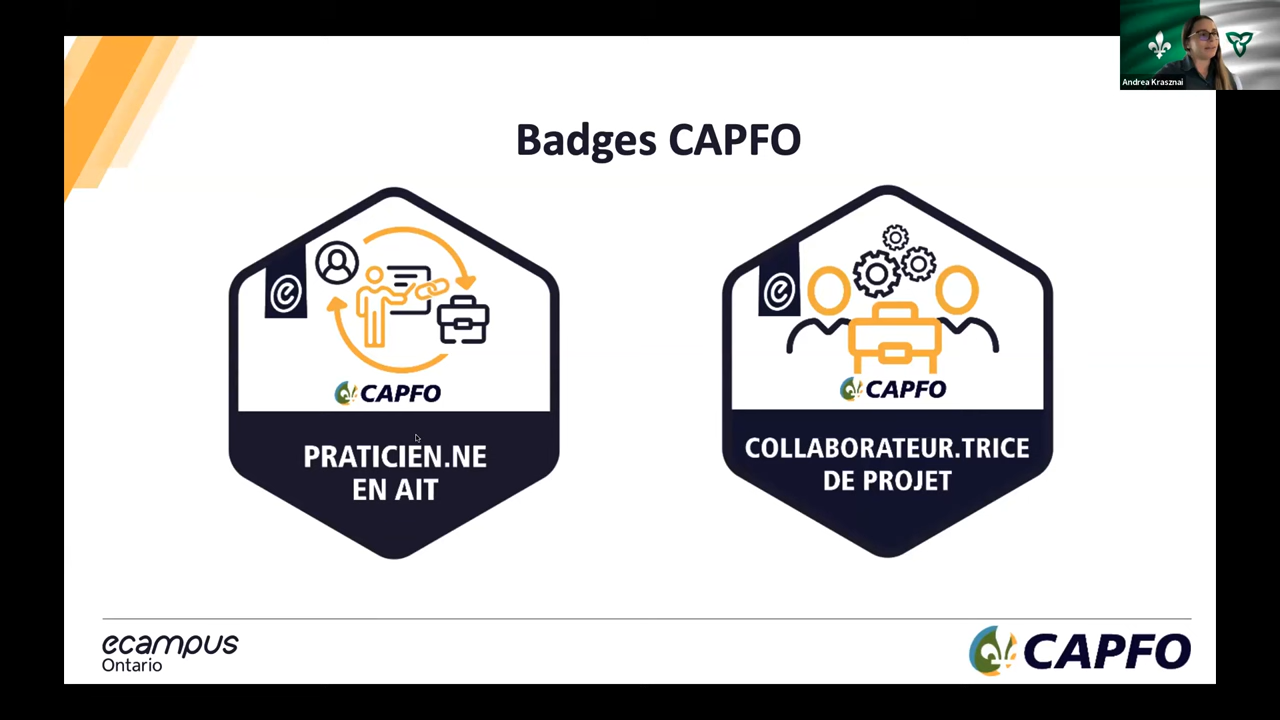 Andrea Krasznai
Badges CAPFO
e
CAPFO
PRATICIEN.NE
EN AIT
e
CAPFO
COLLABORATEUR.TRICE
DE PROJET
ecampus
Ontario
CAPFO